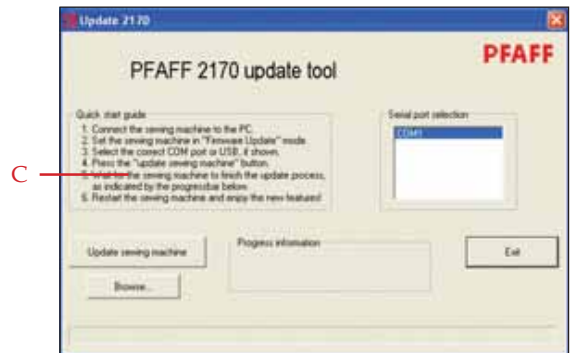 Update 2170
PFAFF 2170 update tool
PFAFF
Quick start guide
1. Connect the sewing machine to the PC.
2. Set the sewing machine in "Firmware Update" mode
3. Select the correct COM port or USB, if shown.
4. Press the "update sewing machine" button.
5. Wait for the sewing machine to finish the update process,
as indicated by the progressbar below.
6. Restart the sewing machine and enjoy the new features!
Serial port selection
COM1
C
Update sewing machine
Progress information
Exit
Browse...